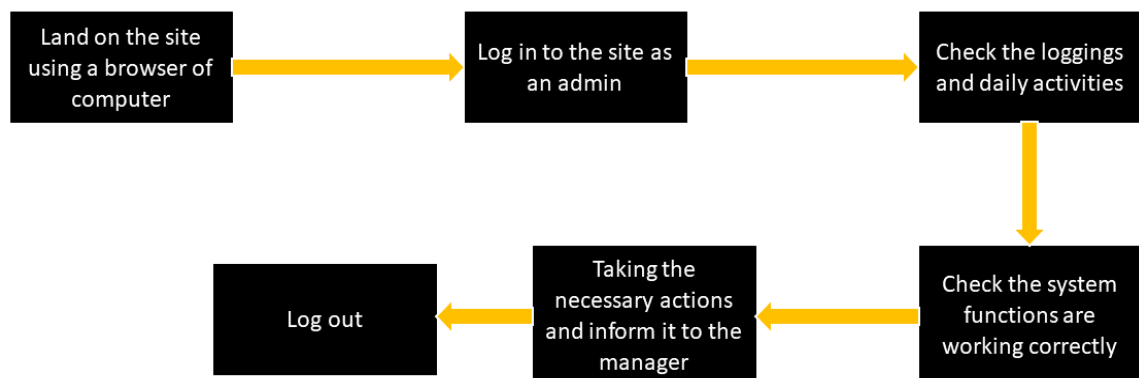 Land on the site
using a browser of
computer
Log in to the site as
an admin
Check the loggings
and daily activities
Check the system
functions are
working correctly
Taking the
necessary actions
and inform it to the
manager
Log out